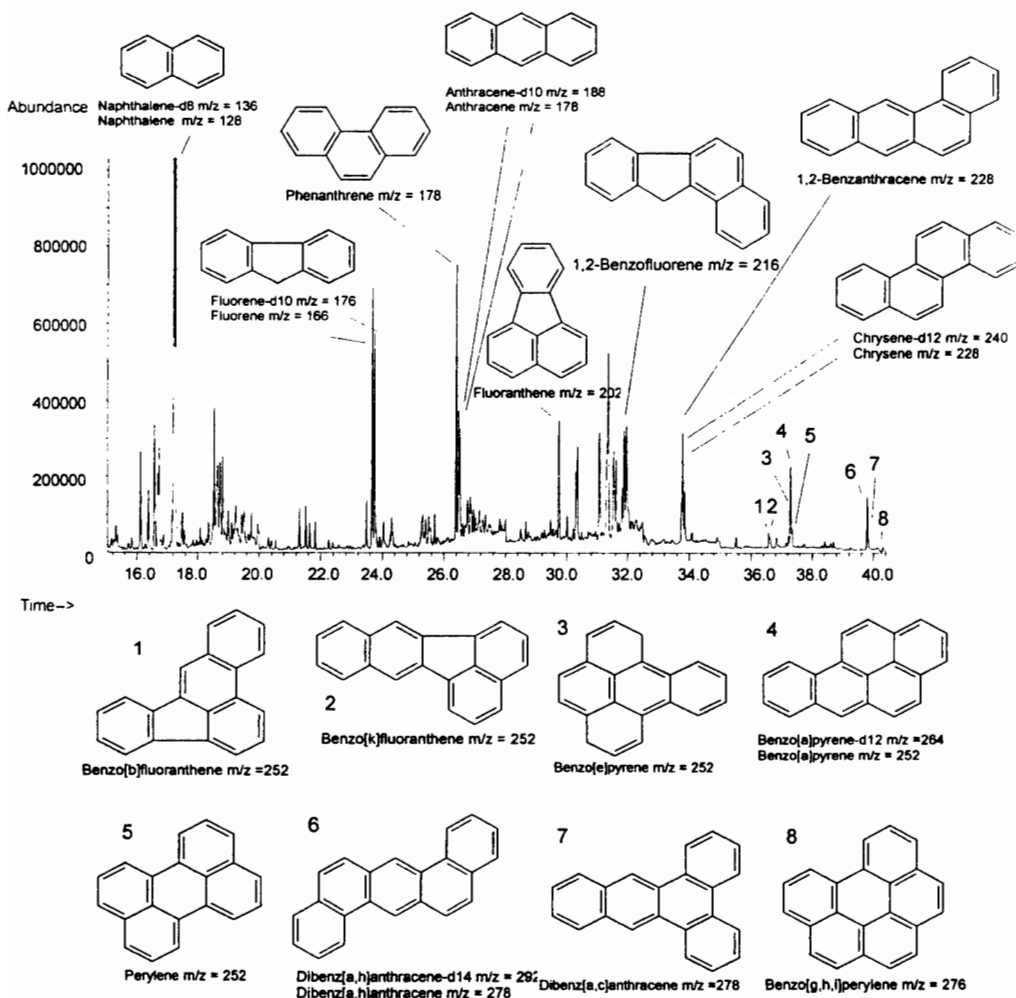 Abundance
Naphthalene-d8 m/z = 136
Naphthalene m/z = 128
Anthracene-d10 m/z = 188
Anthracene m/z = 178
Phenanthrene m/z = 178
1,2-Benzanthracene m/z = 228
Fluorene-d10 m/z = 176
Fluorene m/z = 166
1,2-Benzofluorene m/z = 216
Chrysene-d12 m/z = 240
Chrysene m/z = 228
Fluoranthene m/z = 202
1000000
800000
600000
400000
200000
0
12
3
4
5
6
7
8
16.0 18.0 20.0 22.0 24.0 26.0 28.0 30.0 32.0 34.0 36.0 38.0 40.0
Time-->
1
Benzo[b]fluoranthene m/z =252
2
Benzo[k]fluoranthene m/z = 252
3
Benzo[e]pyrene m/z = 252
4
Benzo[a]pyrene-d12 m/z =264
Benzo[a]pyrene m/z = 252
5
Perylene m/z = 252
6
Dibenz[a,h]anthracene-d14 m/z = 292
Dibenz[a,h]anthracene m/z = 278
7
Dibenz[a,c]anthracene m/z =278
8
Benzo[g,h,i]perylene m/z = 276